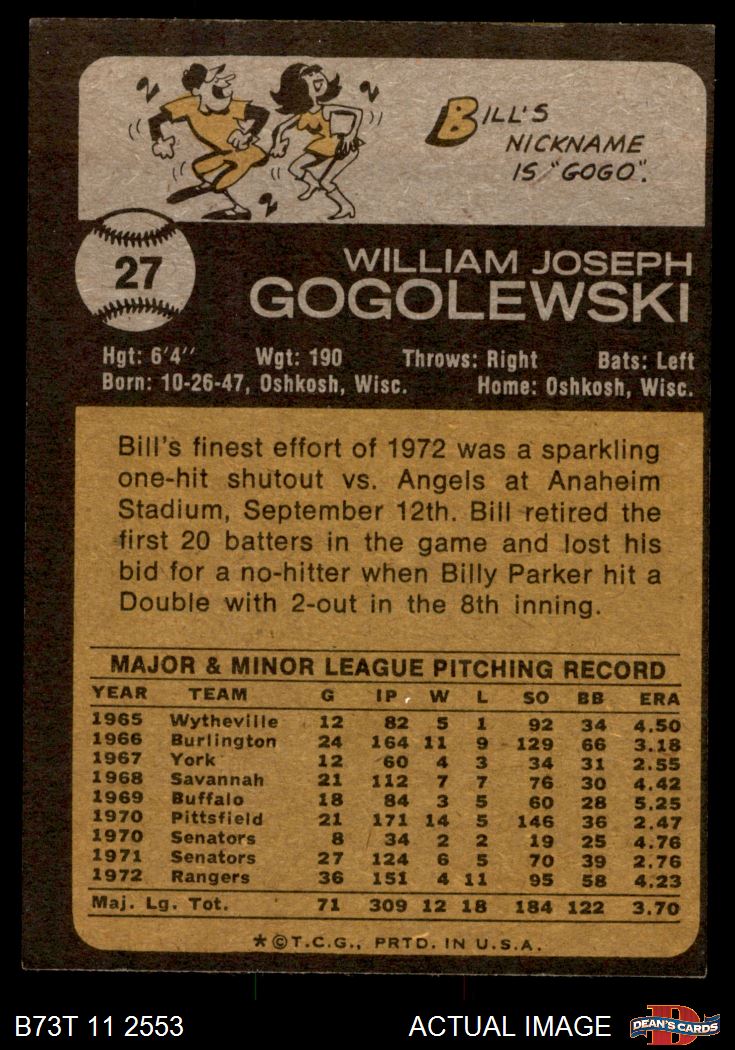 BILL'S
NICKNAME
IS "GOGO".
27
WILLIAM JOSEPH
GOGOLEWSKI
Hgt: 6'4" Wgt: 190 Throws: Right Bats: Left
Born: 10-26-47, Oshkosh, Wisc. Home: Oshkosh, Wisc.
Bill's finest effort of 1972 was a sparkling
one-hit shutout vs. Angels at Anaheim
Stadium, September 12th. Bill retired the
first 20 batters in the game and lost his
bid for a no-hitter when Billy Parker hit a
Double with 2-out in the 8th inning.
MAJOR & MINOR LEAGUE PITCHING RECORD
YEAR TEAM G IP W L SO BB ERA
1965 Wytheville 12 82 5 1 92 34 4.50
1966 Burlington 24 164 11 9 129 66 3.18
1967 York 12 60 4 3 34 31 2.55
1968 Savannah 21 112 7 7 76 30 4.42
1969 Buffalo 18 84 3 5 60 28 5.25
1970 Pittsfield 21 171 14 5 146 36 2.47
1970 Senators 8 34 2 2 19 25 4.76
1971 Senators 27 124 6 5 70 39 2.76
1972 Rangers 36 151 4 11 95 58 4.23
Maj. Lg. Tot. 71 309 12 18 184 122 3.70
*©T.C.G., PRTD. IN U.S.A.
B73T 11 2553 ACTUAL IMAGE D DEAN'S CARDS